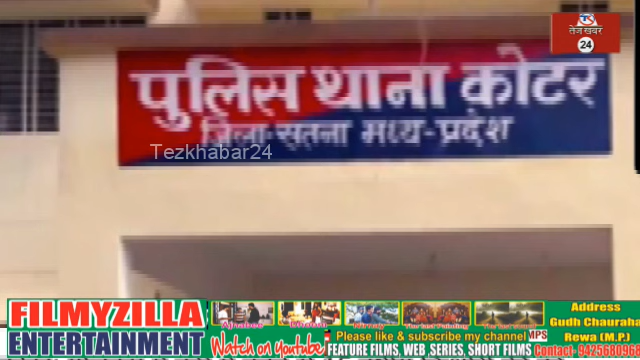 TK
तेज खबर
24
पुलिस थाना कोटर
जिला-सतना मध्य-प्रदेश
Tezkhabar24
FILMYZILLA
ENTERTAINMENT
Watch on youtube
Please like & subscribe my channel
FEATURE FILMS, WEB ,SERIES, SHORT FILMS
Address
Gudh Chauraha
Rewa (M.P.)